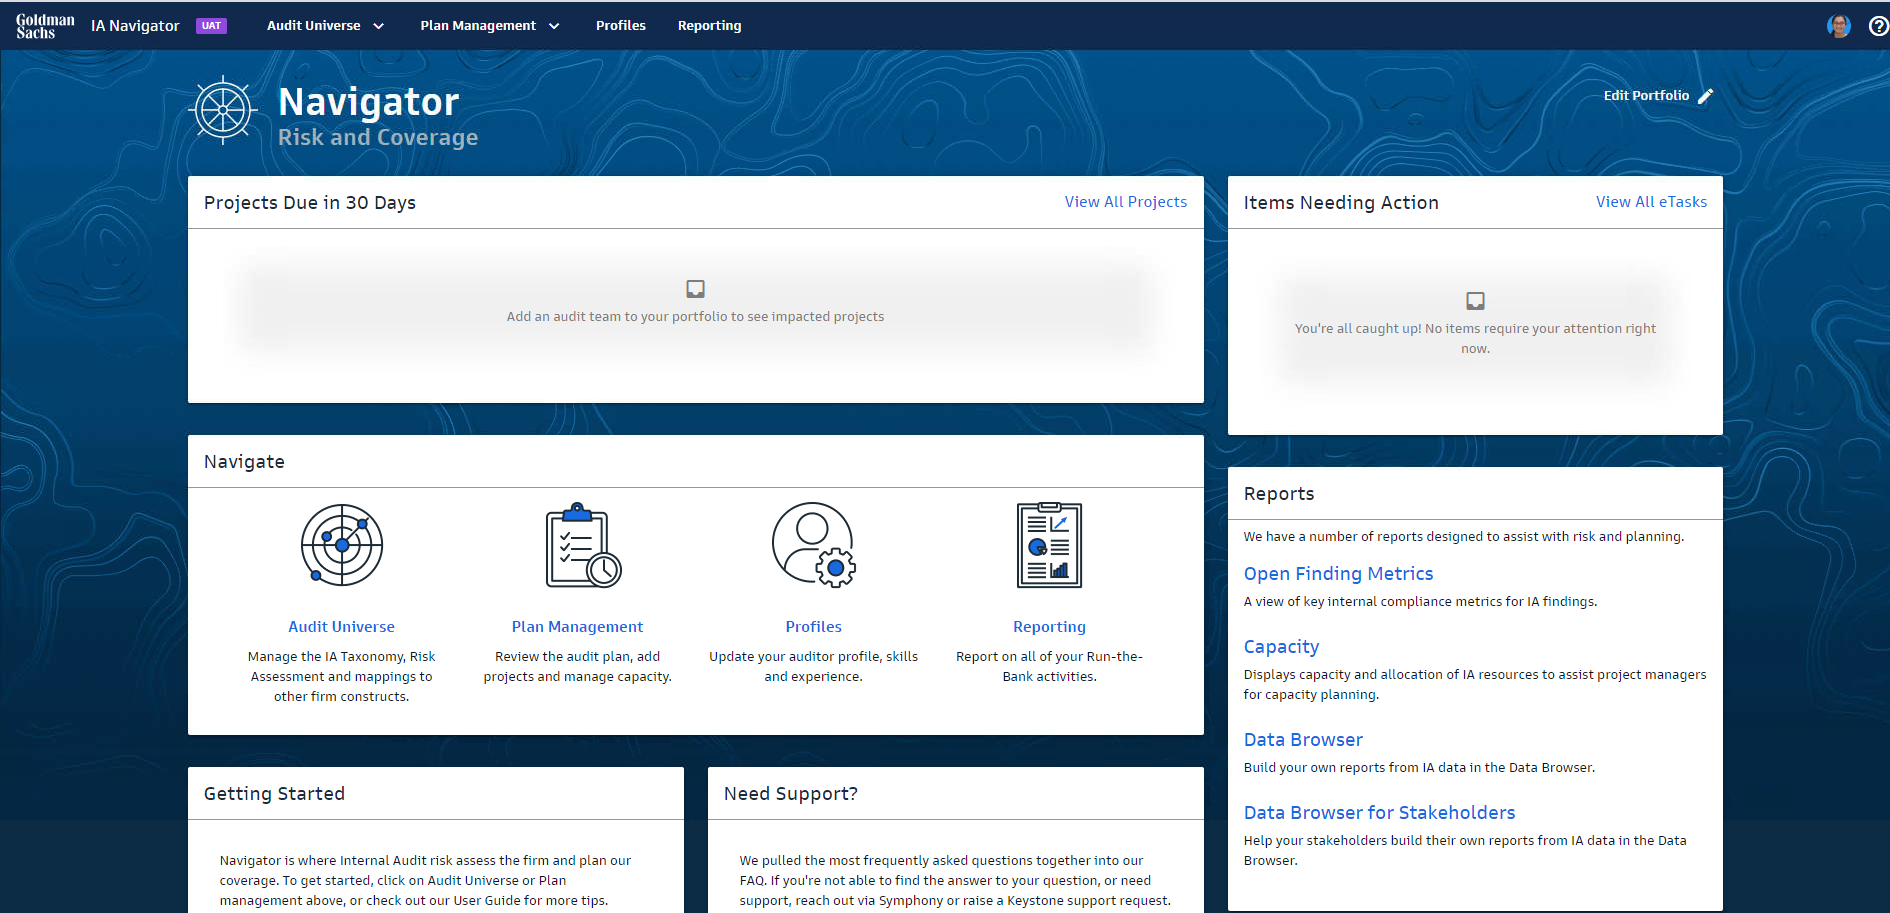 Goldman
Sachs
IA Navigator
UAT
Audit Universe
Plan Management
Profiles
Reporting
Navigator
Risk and Coverage
Edit Portfolio
Projects Due in 30 Days
View All Projects
Add an audit team to your portfolio to see impacted projects
Items Needing Action
View All eTasks
You're all caught up! No items require your attention right
now.
Navigate
Audit Universe
Manage the IA Taxonomy, Risk
Assessment and mappings to
other firm constructs.
Plan Management
Review the audit plan, add
projects and manage capacity.
Profiles
Update your auditor profile, skills
and experience.
Reporting
Report on all of your Run-the-
Bank activities.
Reports
We have a number of reports designed to assist with risk and planning.
Open Finding Metrics
A view of key internal compliance metrics for IA findings.
Capacity
Displays capacity and allocation of IA resources to assist project managers
for capacity planning.
Data Browser
Build your own reports from IA data in the Data Browser.
Data Browser for Stakeholders
Help your stakeholders build their own reports from IA data in the Data
Browser.
Getting Started
Navigator is where Internal Audit risk assess the firm and plan our
coverage. To get started, click on Audit Universe or Plan
management above, or check out our User Guide for more tips.
Need Support?
We pulled the most frequently asked questions together into our
FAQ. If you're not able to find the answer to your question, or need
support, reach out via Symphony or raise a Keystone support request.